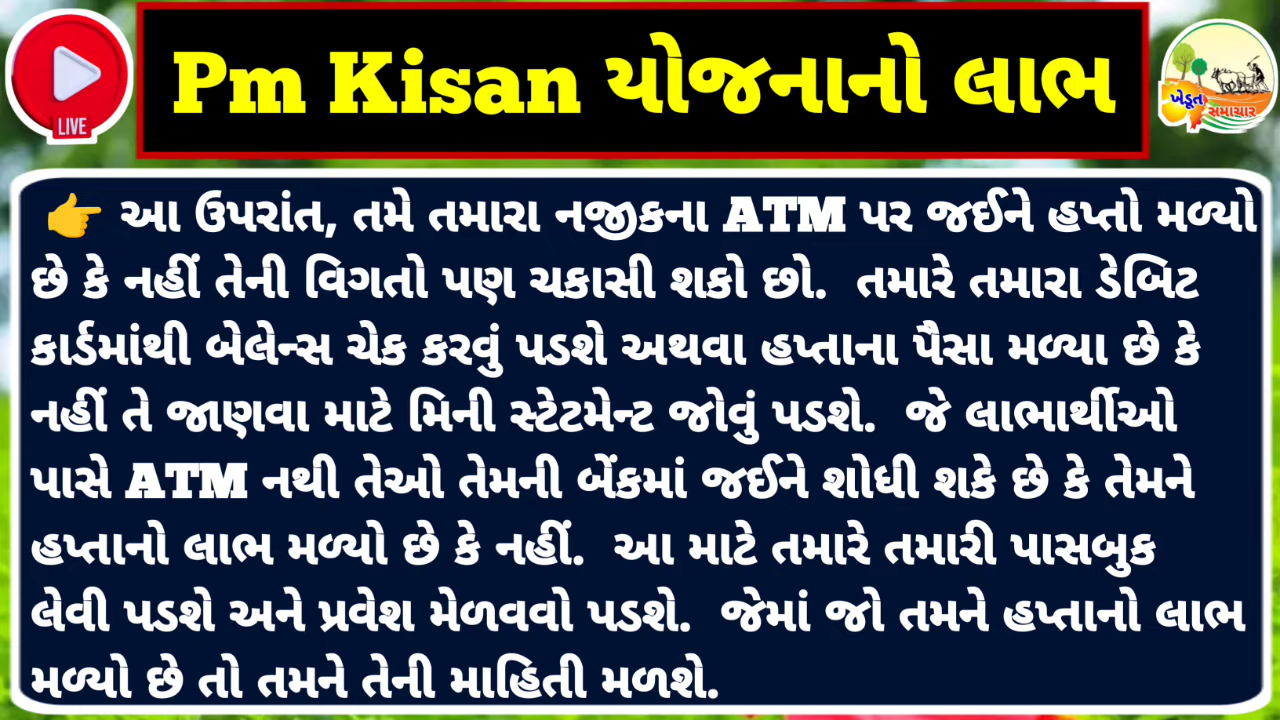 LIVE
Pm Kisan યોજનાનો લાભ
ખેડૂત
સમાચાર
👉 આ ઉપરાંત, તમે તમારા નજીકના ATM પર જઈને હપ્તો મળ્યો
છે કે નહીં તેની વિગતો પણ ચકાસી શકો છો. તમારે તમારા ડેબિટ
કાર્ડમાંથી બેલેન્સ ચેક કરવું પડશે અથવા હપ્તાના પૈસા મળ્યા છે કે
નહીં તે જાણવા માટે મિની સ્ટેટમેન્ટ જોવું પડશે. જે લાભાર્થીઓ
પાસે ATM નથી તેઓ તેમની બેંકમાં જઈને શોધી શકે છે કે તેમને
હપ્તાનો લાભ મળ્યો છે કે નહીં. આ માટે તમારે તમારી પાસબુક
લેવી પડશે અને પ્રવેશ મેળવવો પડશે. જેમાં જો તમને હપ્તાનો લાભ
મળ્યો છે તો તમને તેની માહિતી મળશે.